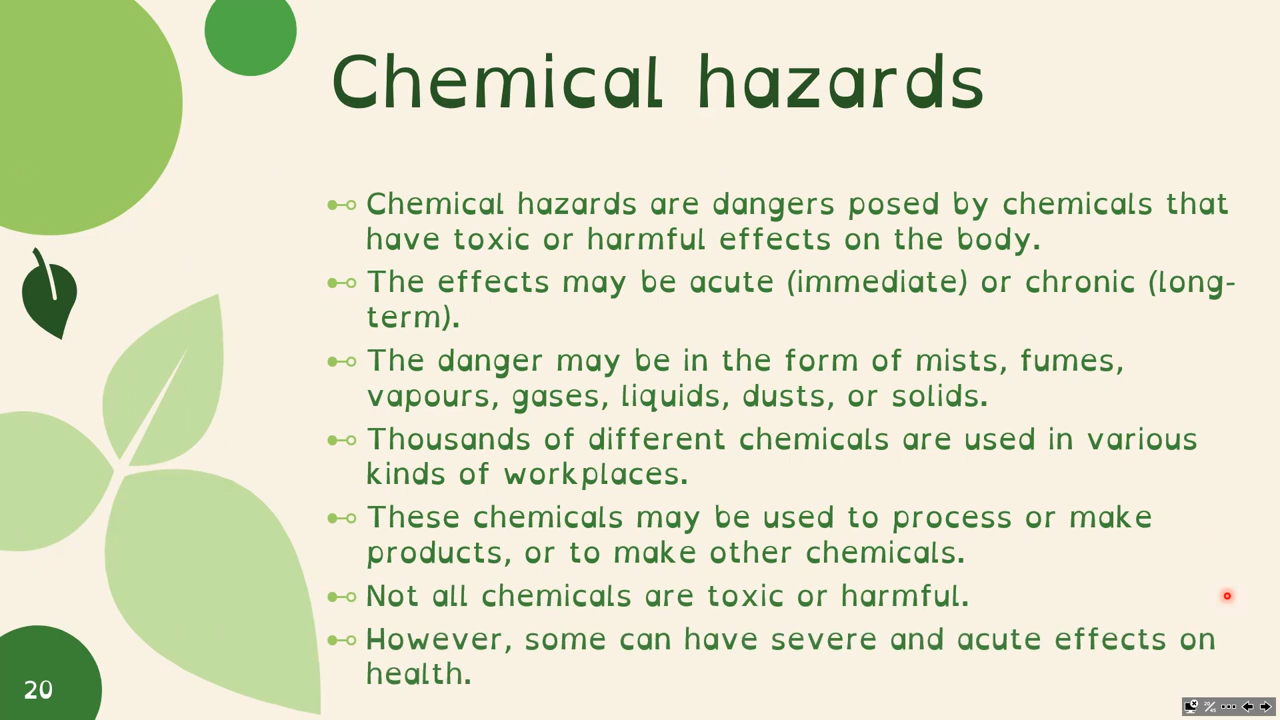 Chemical hazards
Chemical hazards are dangers posed by chemicals that
have toxic or harmful effects on the body.
The effects may be acute (immediate) or chronic (long-
term).
The danger may be in the form of mists, fumes,
vapours, gases, liquids, dusts, or solids.
Thousands of different chemicals are used in various
kinds of workplaces.
These chemicals may be used to process or make
products, or to make other chemicals.
Not all chemicals are toxic or harmful.
However, some can have severe and acute effects on
health.
20